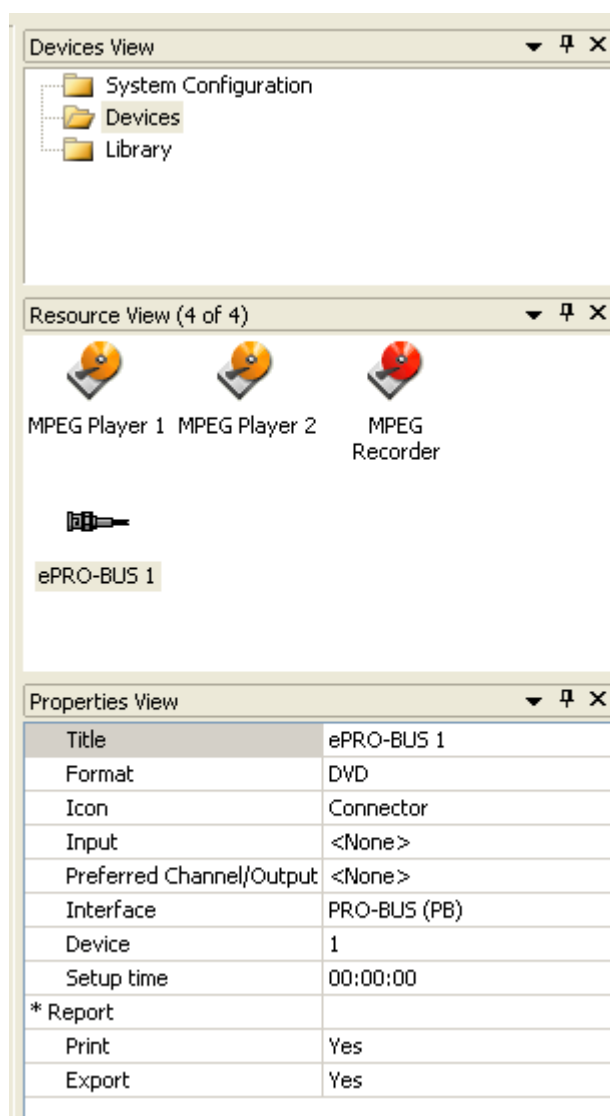 Devices View
System Configuration
Devices
Library
Resource View (4 of 4)
MPEG Player 1 MPEG Player 2 MPEG
Recorder
ePRO-BUS 1
Properties View
Title ePRO-BUS 1
Format DVD
Icon Connector
Input <None>
Preferred Channel/Output <None>
Interface PRO-BUS (PB)
Device 1
Setup time 00:00:00
* Report
Print Yes
Export Yes